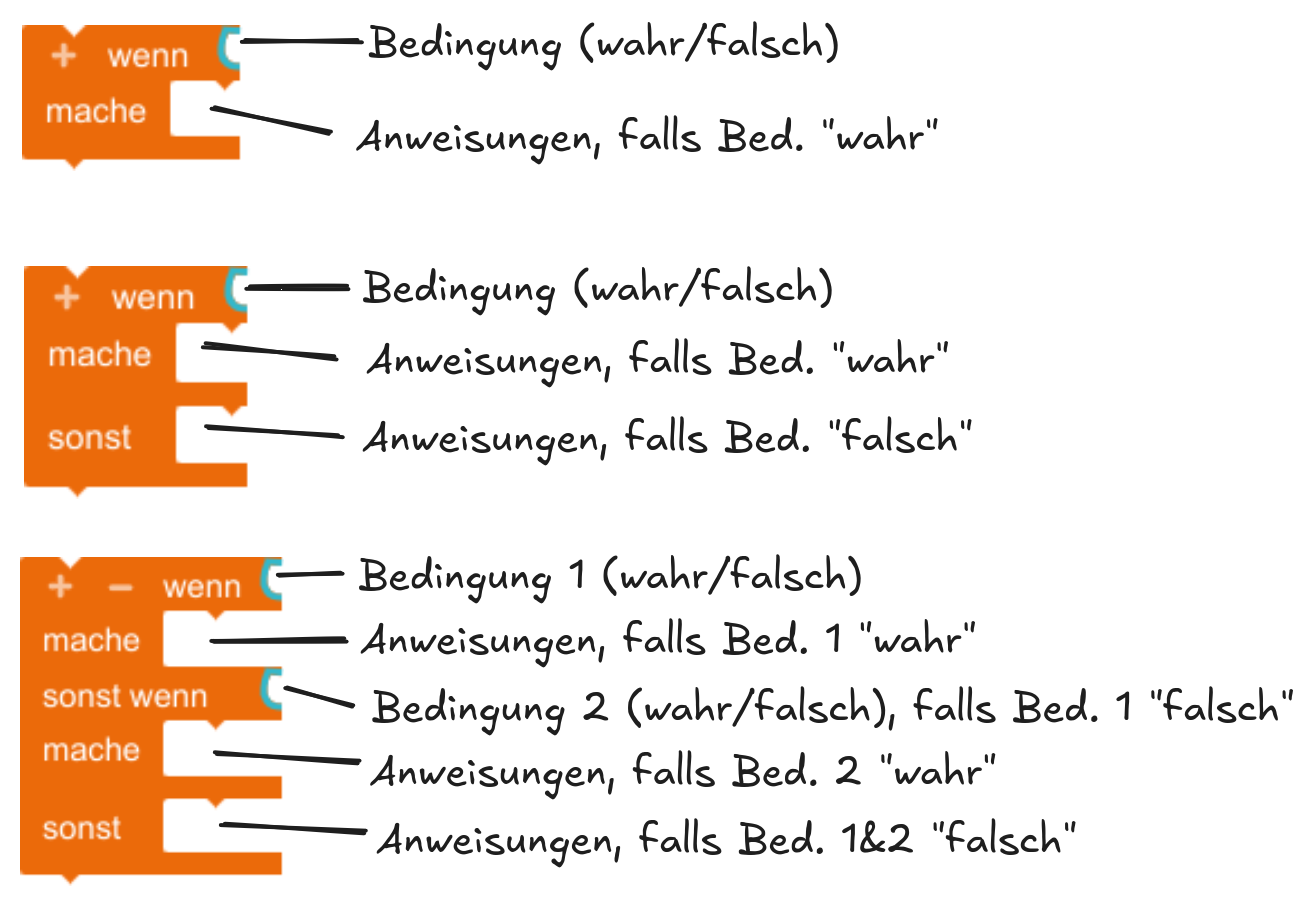 + wenn Bedingung (wahr/falsch)
mache Anweisungen, falls Bed. "wahr"
+ wenn Bedingung (wahr/falsch)
mache Anweisungen, falls Bed. "wahr"
sonst Anweisungen, falls Bed. "falsch"
+ - wenn Bedingung 1 (wahr/falsch)
mache Anweisungen, falls Bed. 1 "wahr"
sonst wenn Bedingung 2 (wahr/falsch), falls Bed. 1 "falsch"
mache Anweisungen, falls Bed. 2 "wahr"
sonst Anweisungen, falls Bed. 1&2 "falsch"